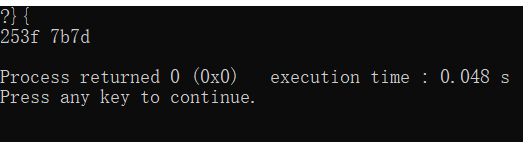 ?}{
253f 7b7d
Process returned 0 (0x0)   execution time : 0.048 s
Press any key to continue.